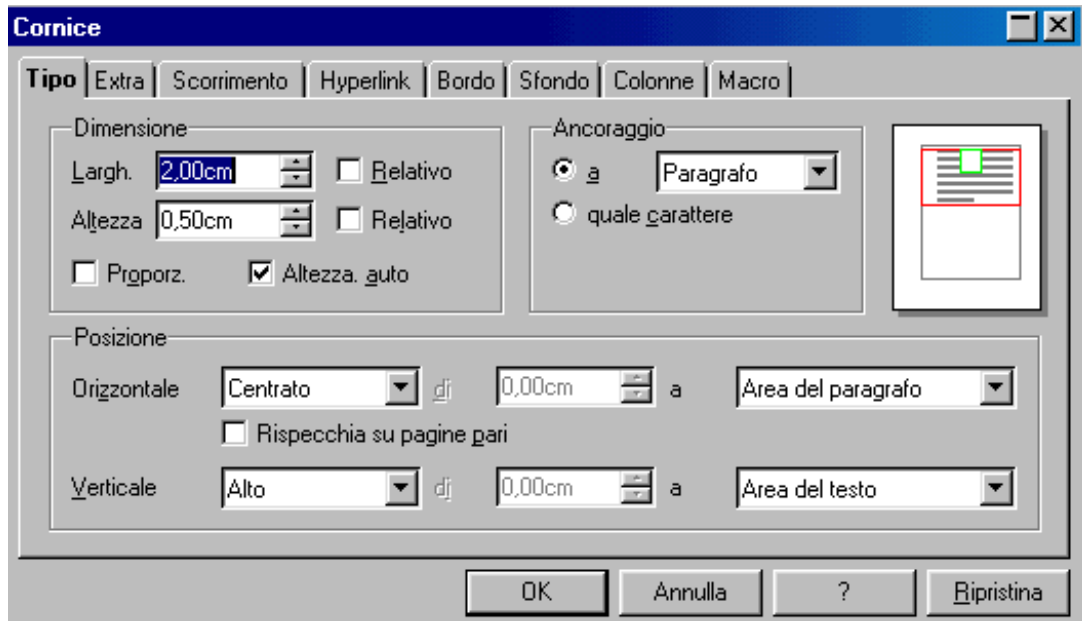 Cornice
Tipo Extra Scorrimento Hyperlink Bordo Sfondo Colonne Macro
Dimensione
Largh. 2,00cm Relativo
Altezza 0,50cm Relativo
Proporz. Altezza. auto
Ancoraggio
a Paragrafo
quale carattere
Posizione
Orizzontale Centrato di 0,00cm a Area del paragrafo
Rispecchia su pagine pari
Verticale Alto di 0,00cm a Area del testo
OK Annulla ? Ripristina